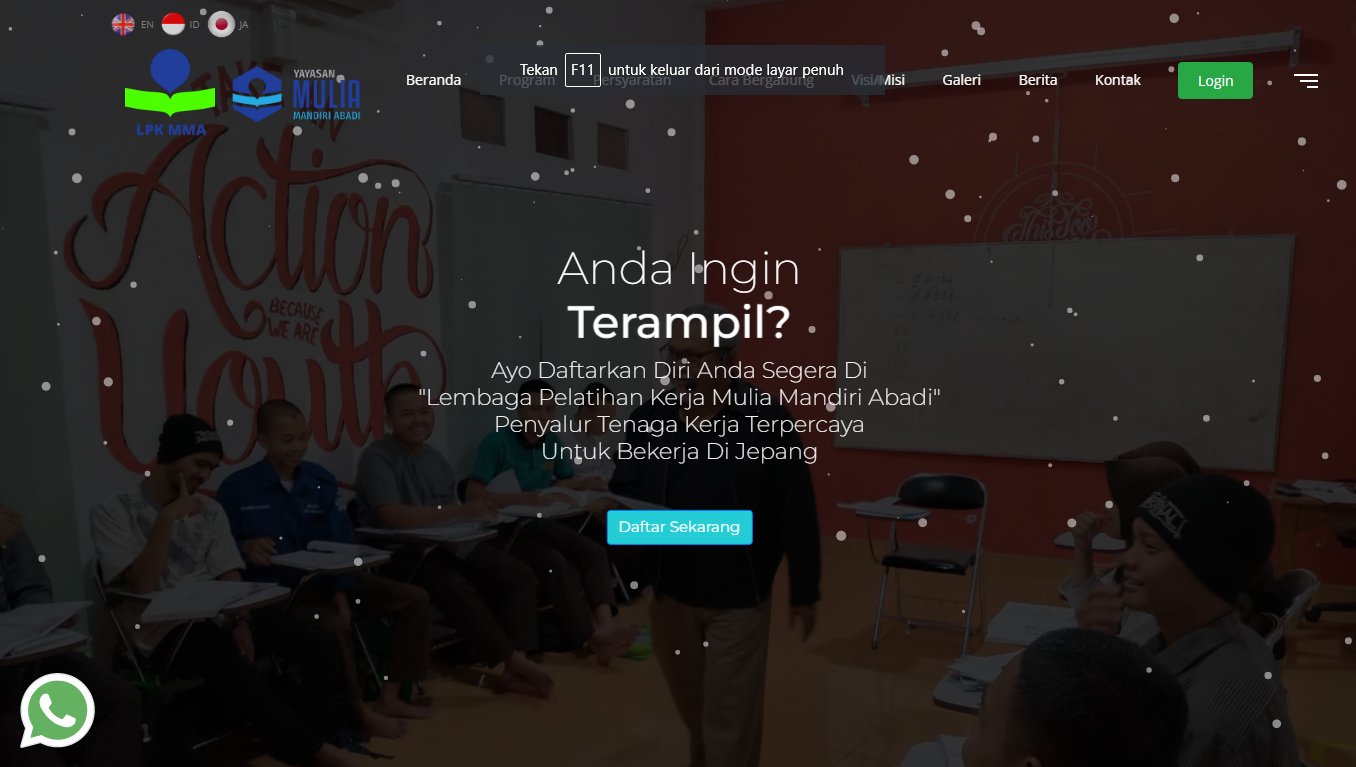 EN ID JA
LPK MMA
YAYASAN
MULIA
MANDIRI ABADI
Beranda Program Persyaratan Cara Bergabung Visi/Misi Galeri Berita Kontak Login
Tekan F11 untuk keluar dari mode layar penuh
Action
BECAUSE
WE ARE
Youth
This Too
Anda Ingin
Terampil?
Ayo Daftarkan Diri Anda Segera Di
"Lembaga Pelatihan Kerja Mulia Mandiri Abadi"
Penyalur Tenaga Kerja Terpercaya
Untuk Bekerja Di Jepang
Daftar Sekarang